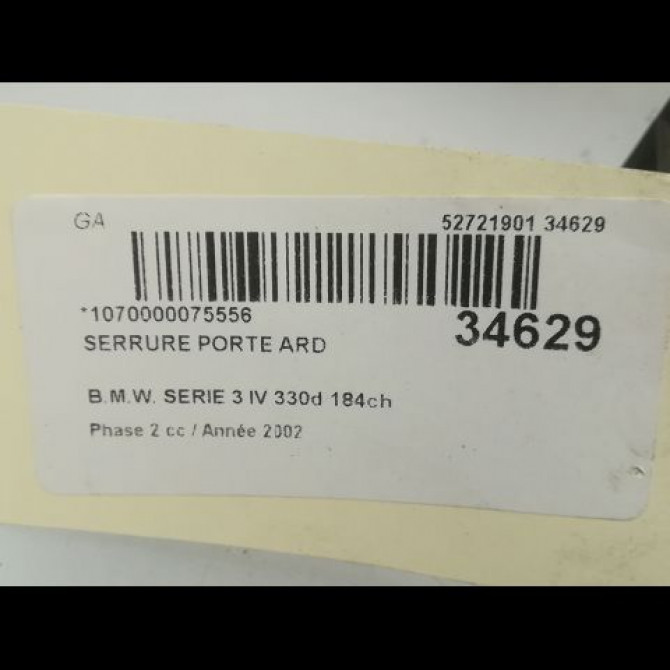 GA
52721901 34629
*1070000075556
34629
SERRURE PORTE ARD
B.M.W. SERIE 3 IV 330d 184ch
Phase 2 cc / Année 2002